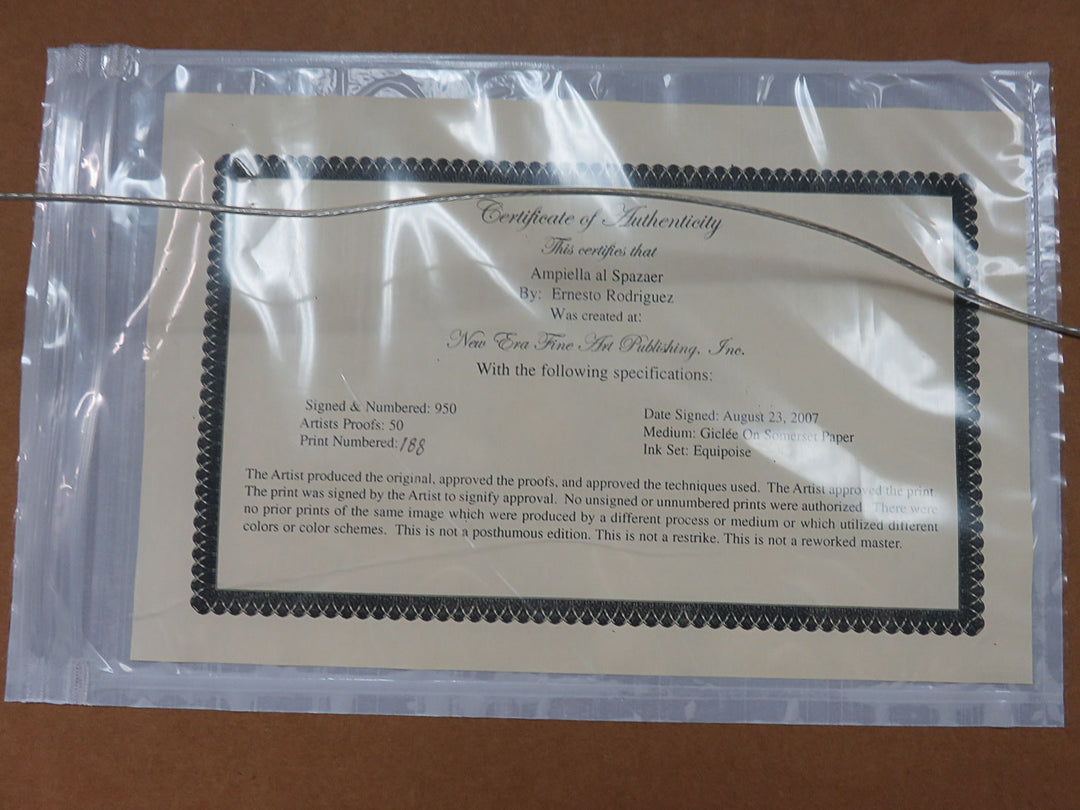 Certificate of Authenticity
This certifies that
Ampiella al Spazaer
By: Ernesto Rodriguez
Was created at:
New Era Fine Art Publishing, Inc.
With the following specifications:
Signed & Numbered: 950
Artists Proofs: 50
Print Numbered: 188
Date Signed: August 23, 2007
Medium: Giclée On Somerset Paper
Ink Set: Equipoise
The Artist produced the original, approved the proofs, and approved the techniques used. The Artist approved the print.
The print was signed by the Artist to signify approval. No unsigned or unnumbered prints were authorized. There were
no prior prints of the same image which were produced by a different process or medium or which utilized different
colors or color schemes. This is not a posthumous edition. This is not a restrike. This is not a reworked master.